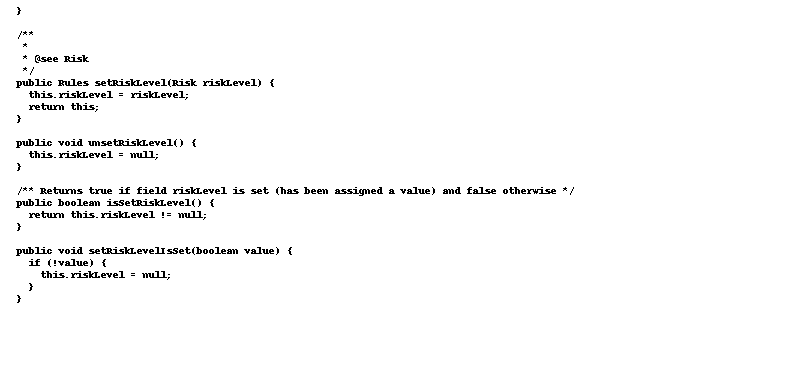 }

/**
 *
 * @see Risk
 */
public Rules setRiskLevel(Risk riskLevel) {
  this.riskLevel = riskLevel;
  return this;
}

public void unsetRiskLevel() {
  this.riskLevel = null;
}

/** Returns true if field riskLevel is set (has been assigned a value) and false otherwise */
public boolean isSetRiskLevel() {
  return this.riskLevel != null;
}

public void setRiskLevelIsSet(boolean value) {
  if (!value) {
    this.riskLevel = null;
  }
}